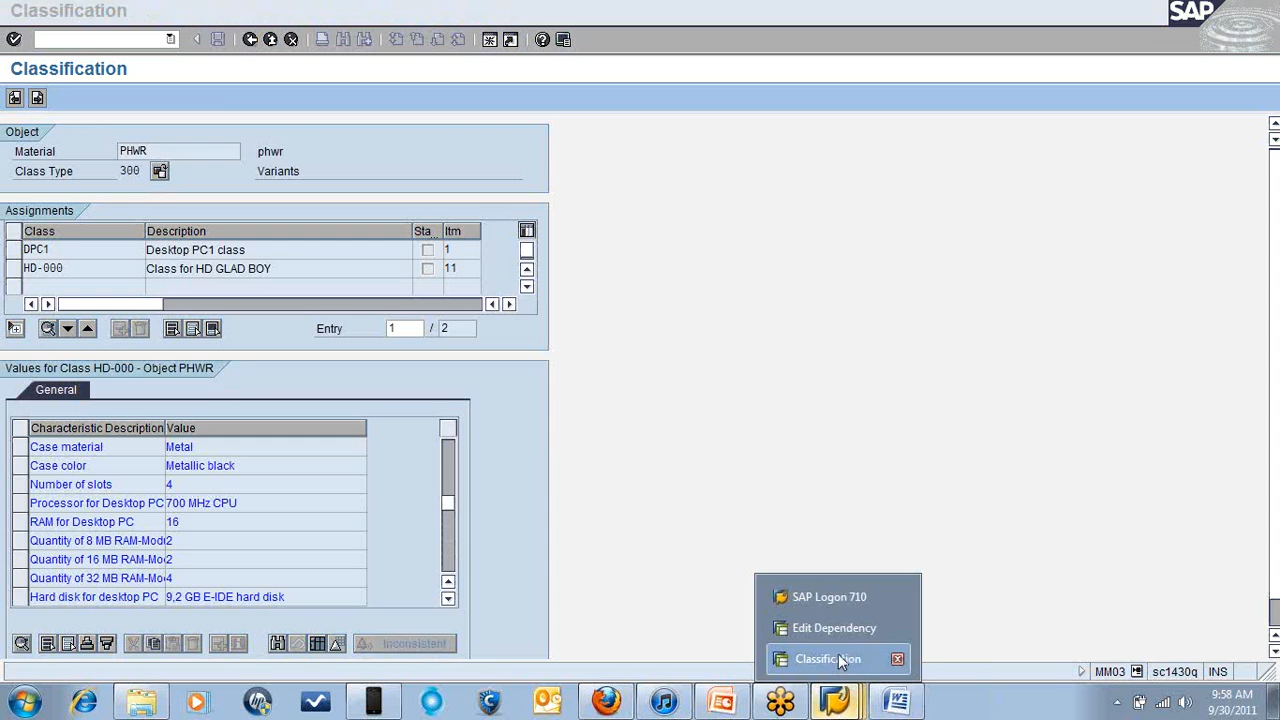 Classification
SAP
Classification
Object
Material PHWR phwr
Class Type 300 Variants
Assignments
Class Description Sta.. Itm
DPC1 Desktop PC1 class 1
HD-000 Class for HD GLAD BOY 11
Entry 1 / 2
Values for Class HD-000 - Object PHWR
General
Characteristic Description Value
Case material Metal
Case color Metallic black
Number of slots 4
Processor for Desktop PC 700 MHz CPU
RAM for Desktop PC 16
Quantity of 8 MB RAM-Mod 2
Quantity of 16 MB RAM-Mo 2
Quantity of 32 MB RAM-Mo 4
Hard disk for desktop PC 9,2 GB E-IDE hard disk
Inconsistent
SAP Logon 710
Edit Dependency
Classification
MM03 sc1430q INS
9:58 AM
9/30/2011